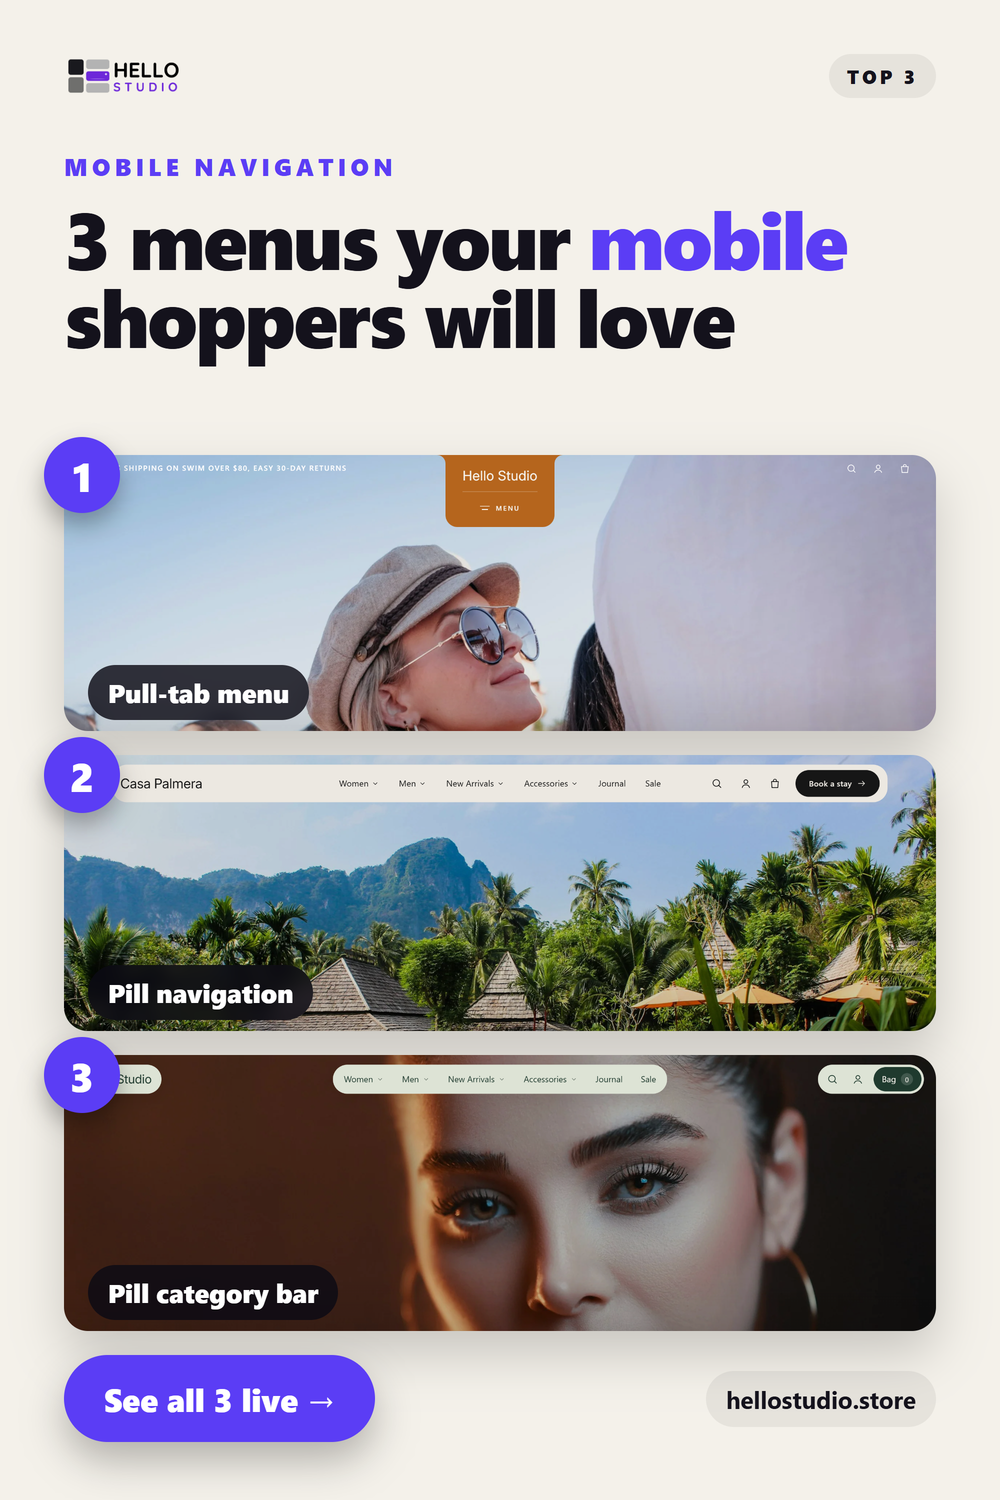 HELLO
STUDIO
TOP 3
MOBILE NAVIGATION
3 menus your mobile
shoppers will love
1
SHIPPING ON SWIM OVER $80, EASY 30-DAY RETURNS
Hello Studio
MENU
Pull-tab menu
2
Casa Palmera
Women
Men
New Arrivals
Accessories
Journal
Sale
Book a stay →
Pill navigation
3
Studio
Women
Men
New Arrivals
Accessories
Journal
Sale
Bag 0
Pill category bar
See all 3 live →
hellostudio.store